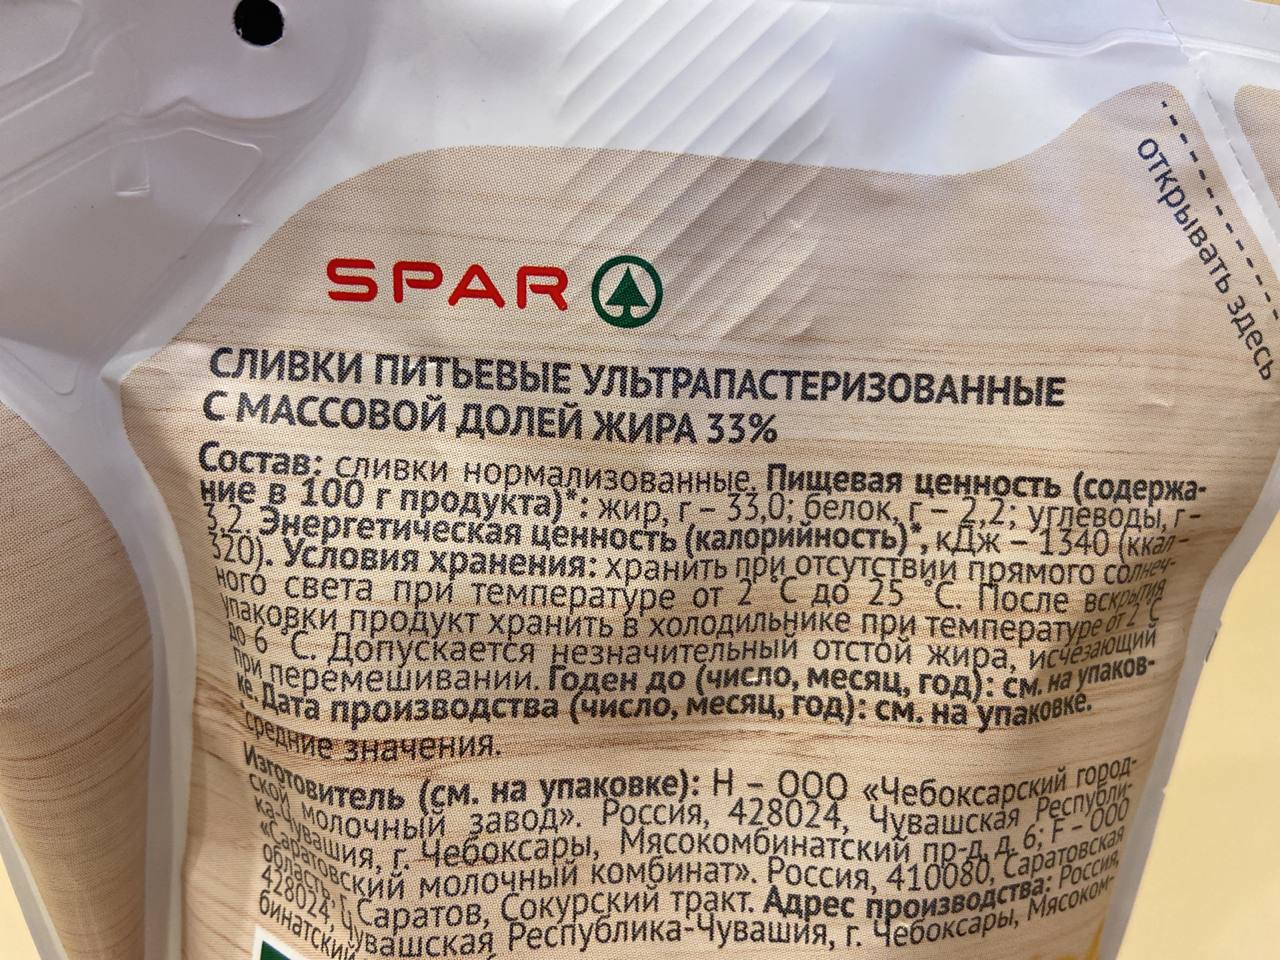 открывать здесь
SPAR
СЛИВКИ ПИТЬЕВЫЕ УЛЬТРАПАСТЕРИЗОВАННЫЕ
С МАССОВОЙ ДОЛЕЙ ЖИРА 33%
Состав: сливки нормализованные. Пищевая ценность (содержа-
ние в 100 г продукта)*: жир, г – 33,0; белок, г – 2,2; углеводы, г –
3,2. Энергетическая ценность (калорийность)*, кДж – 1340 (ккал –
320). Условия хранения: хранить при отсутствии прямого солнеч-
ного света при температуре от 2 °С до 25 °С. После вскрытия
упаковки продукт хранить в холодильнике при температуре от 2 °С
до 6 °С. Допускается незначительный отстой жира, исчезающий
при перемешивании. Годен до (число, месяц, год): см. на упаков-
ке. Дата производства (число, месяц, год): см. на упаковке.
*средние значения.
Изготовитель (см. на упаковке): Н – ООО «Чебоксарский город-
ской молочный завод». Россия, 428024, Чувашская Республи-
ка-Чувашия, г. Чебоксары, Мясокомбинатский пр-д, д. 6; F – ООО
«Саратовский молочный комбинат». Россия, 410080, Саратовская
область, г. Саратов, Сокурский тракт. Адрес производства: Россия,
428024, Чувашская Республика-Чувашия, г. Чебоксары, Мясоком-
бинатский